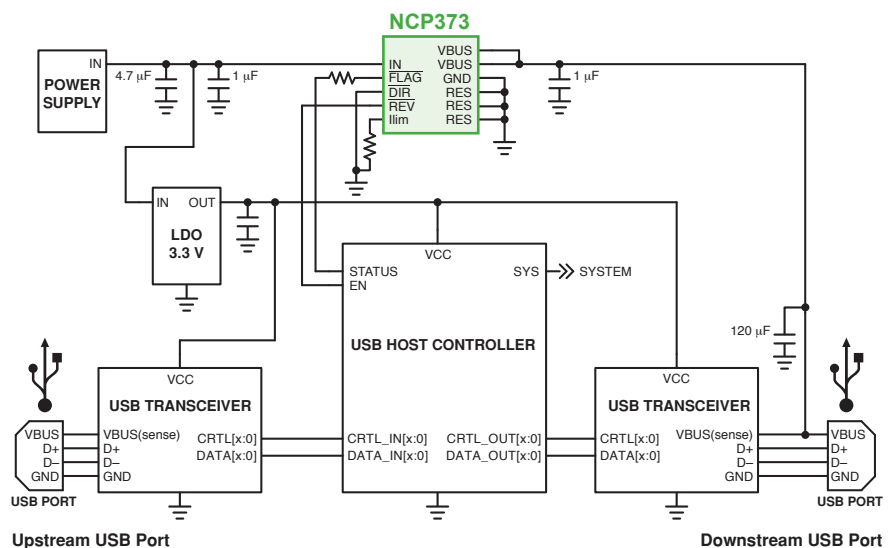 NCP373
IN
POWER
SUPPLY
4.7 μF
1 μF
IN
FLAG
DIR
REV
Ilim
VBUS
VBUS
GND
RES
RES
RES
1 μF
IN OUT
LDO
3.3 V
VCC
STATUS
EN
SYS
SYSTEM
USB HOST CONTROLLER
CRTL_IN[x:0]
DATA_IN[x:0]
CRTL_OUT[x:0]
DATA_OUT[x:0]
120 μF
VCC
USB TRANSCEIVER
VBUS(sense)
D+
D–
GND
CRTL[x:0]
DATA[x:0]
VBUS
D+
D–
GND
USB PORT
VCC
USB TRANSCEIVER
CRTL[x:0]
DATA[x:0]
VBUS(sense)
D+
D–
GND
VBUS
D+
D–
GND
USB PORT
Upstream USB Port
Downstream USB Port